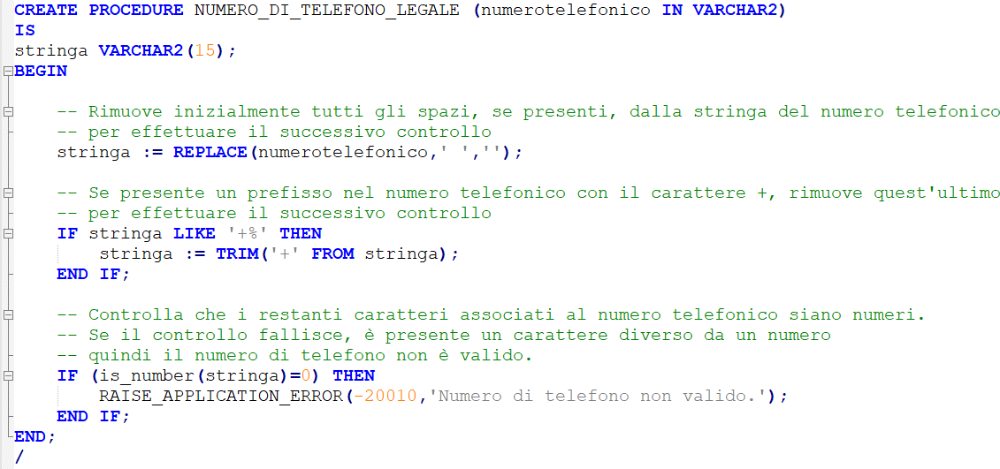 CREATE PROCEDURE NUMERO_DI_TELEFONO_LEGALE (numerotelefonico IN VARCHAR2)
IS
stringa VARCHAR2(15);
BEGIN
-- Rimuove inizialmente tutti gli spazi, se presenti, dalla stringa del numero telefonico
-- per effettuare il successivo controllo
stringa := REPLACE(numerotelefonico,' ','');
-- Se presente un prefisso nel numero telefonico con il carattere +, rimuove quest'ultimo
-- per effettuare il successivo controllo
IF stringa LIKE '+%' THEN
stringa := TRIM('+' FROM stringa);
END IF;
-- Controlla che i restanti caratteri associati al numero telefonico siano numeri.
-- Se il controllo fallisce, è presente un carattere diverso da un numero
-- quindi il numero di telefono non è valido.
IF (is_number(stringa)=0) THEN
RAISE_APPLICATION_ERROR(-20010,'Numero di telefono non valido.');
END IF;
END;
/